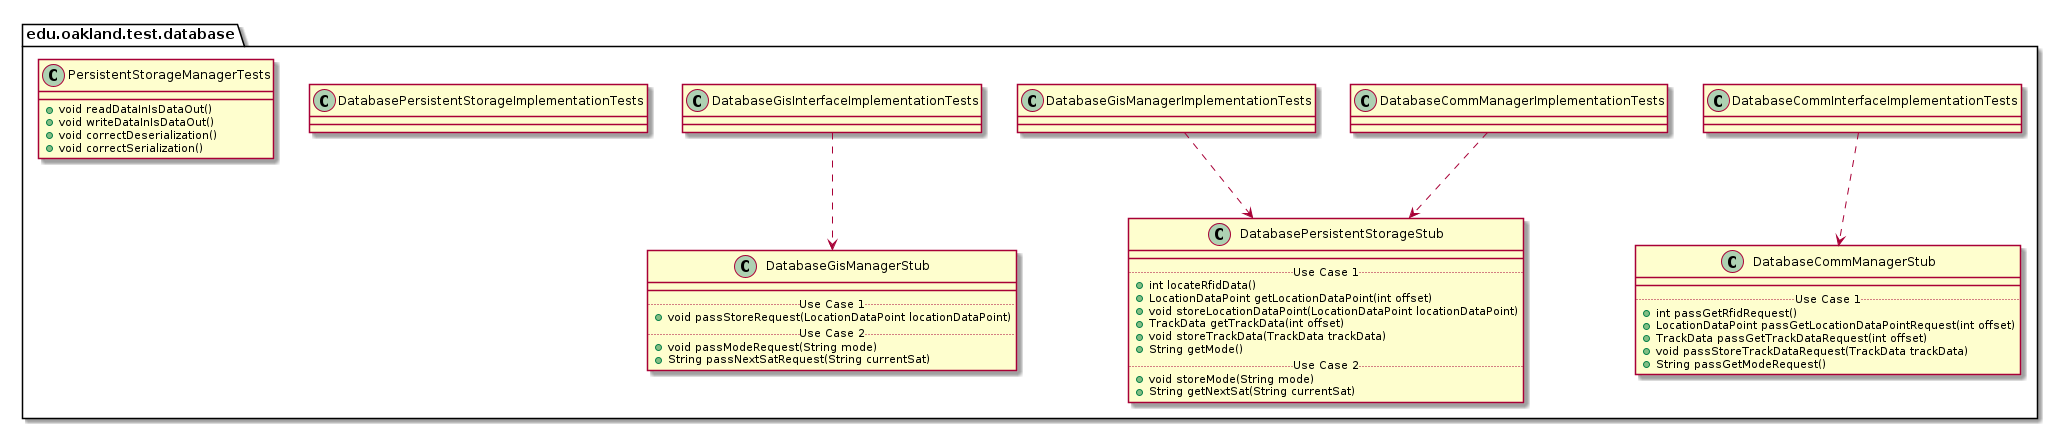 edu.oakland.test.database
C PersistentStorageManagerTests
void readDataInIsDataOut()
void writeDataInIsDataOut()
void correctDeserialization()
void correctSerialization()
C DatabasePersistentStorageImplementationTests
C DatabaseGisInterfaceImplementationTests
C DatabaseGisManagerImplementationTests
C DatabaseCommManagerImplementationTests
C DatabaseCommInterfaceImplementationTests
C DatabaseGisManagerStub
Use Case 1
void passStoreRequest(LocationDataPoint locationDataPoint)
Use Case 2
void passModeRequest(String mode)
String passNextSatRequest(String currentSat)
C DatabasePersistentStorageStub
Use Case 1
int locateRfidData()
LocationDataPoint getLocationDataPoint(int offset)
void storeLocationDataPoint(LocationDataPoint locationDataPoint)
TrackData getTrackData(int offset)
void storeTrackData(TrackData trackData)
String getMode()
Use Case 2
void storeMode(String mode)
String getNextSat(String currentSat)
C DatabaseCommManagerStub
Use Case 1
int passGetRfidRequest()
LocationDataPoint passGetLocationDataPointRequest(int offset)
TrackData passGetTrackDataRequest(int offset)
void passStoreTrackDataRequest(TrackData trackData)
String passGetModeRequest()